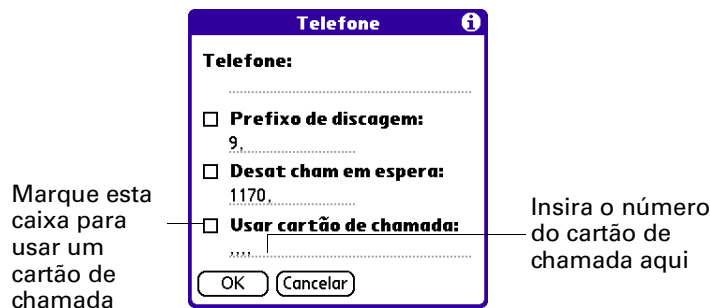 Telefone
Telefone:
Prefixo de discagem:
9,
Desat cham em espera:
1170,
Usar cartão de chamada:
,,,,
OK
Cancelar
Marque esta
caixa para
usar um
cartão de
chamada
Insira o número
do cartão de
chamada aqui